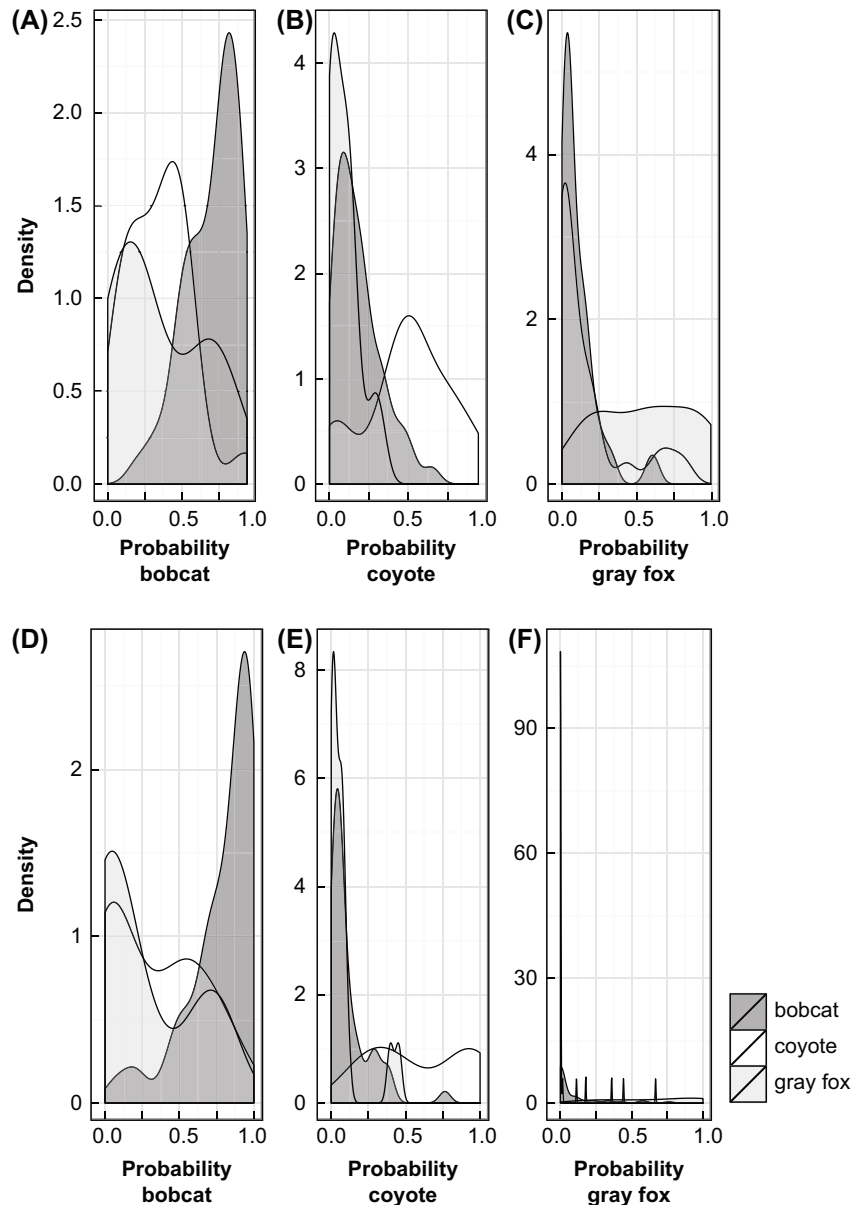 (A)
(B)
(C)
Density
2.5
2.0
1.5
1.0
0.5
0.0
4
3
2
1
0
4
2
0
0.0 0.5 1.0
0.0 0.5 1.0
0.0 0.5 1.0
Probability
bobcat
Probability
coyote
Probability
gray fox
(D)
(E)
(F)
Density
2
1
0
8
6
4
2
0
90
60
30
0
0.0 0.5 1.0
0.0 0.5 1.0
0.0 0.5 1.0
Probability
bobcat
Probability
coyote
Probability
gray fox
bobcat
coyote
gray fox